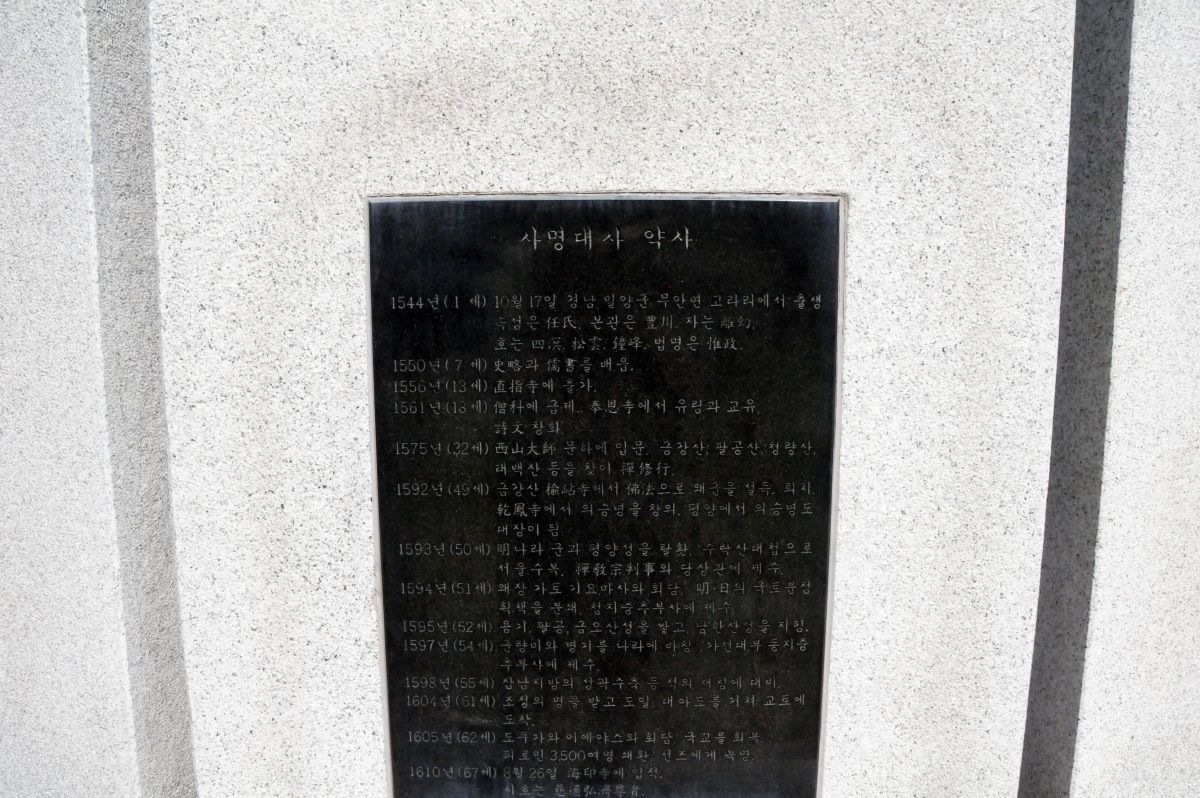 사명대사 약사
1544년(1 세) 10월 17일 경남 밀양군 무안면 고라리에서 출생
속성은 任氏, 본관은 豊川. 자는 離幻,
호는 四溟, 松雲, 鐘峰, 법명은 惟政.
1550년(7 세) 史略과 儒書를 배움.
1556년(13세) 直指寺에 출가.
1561년(18세) 僧科에 급제. 奉恩寺에서 유림과 교유,
詩文 창화
1575년(32세) 西山大師 문하에 입문. 금강산, 팔공산, 청량산,
태백산 등을 찾아 禪修行.
1592년(49세) 금강산 楡岾寺에서 佛法으로 왜군을 설득, 퇴치
乾鳳寺에서 의승병을 창의, 평양에서 의승병도
대장이 됨
1593년(50세) 明나라 군과 평양성을 탈환, 수락산대첩으로
서울수복, 禪敎宗判事와 당상관에 제수
1594년(51세) 왜장 가토 기요마사와 회담, 明·日의 국토분점
획책을 분쇄, 첨지중추부사에 제수,
1595년(52세) 용기, 팔공, 금오산성을 쌓고, 남한산성을 지킴.
1597년(54세) 군량미와 병기를 나라에 바침, 가선대부 동지중
추부사에 제수.
1598년(55세) 삼남지방의 성곽수축 등 적의 재침에 대비.
1604년(61세) 조정의 명을 받고 도일, 대마도를 거쳐 교토에
도착.
1605년(62세) 도쿠가와 이에야스와 회담 국교를 회복
피로인 3,500여명 쇄환 선조에게 복명.
1610년(67세) 8월 26일 海印寺에 입적.
시호는 慈通弘濟尊者.